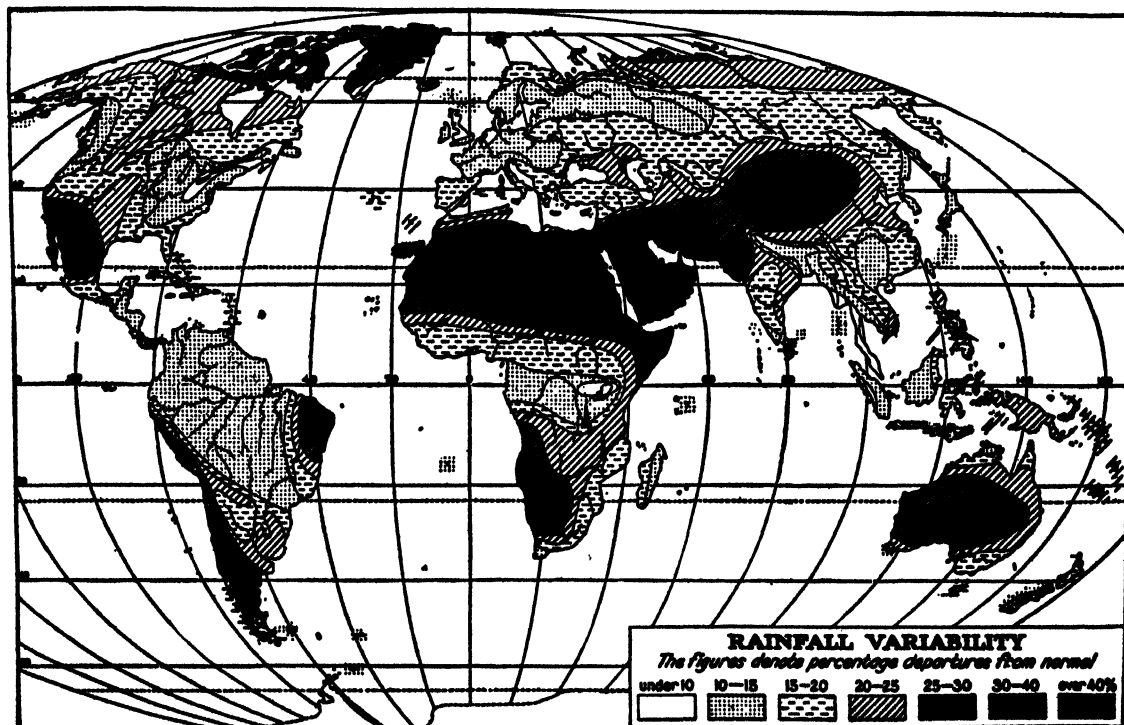 RAINFALL VARIABILITY
The figures denote percentage departures from normal
under 10 10—15 15—20 20—25 25—30 30—40 over 40%